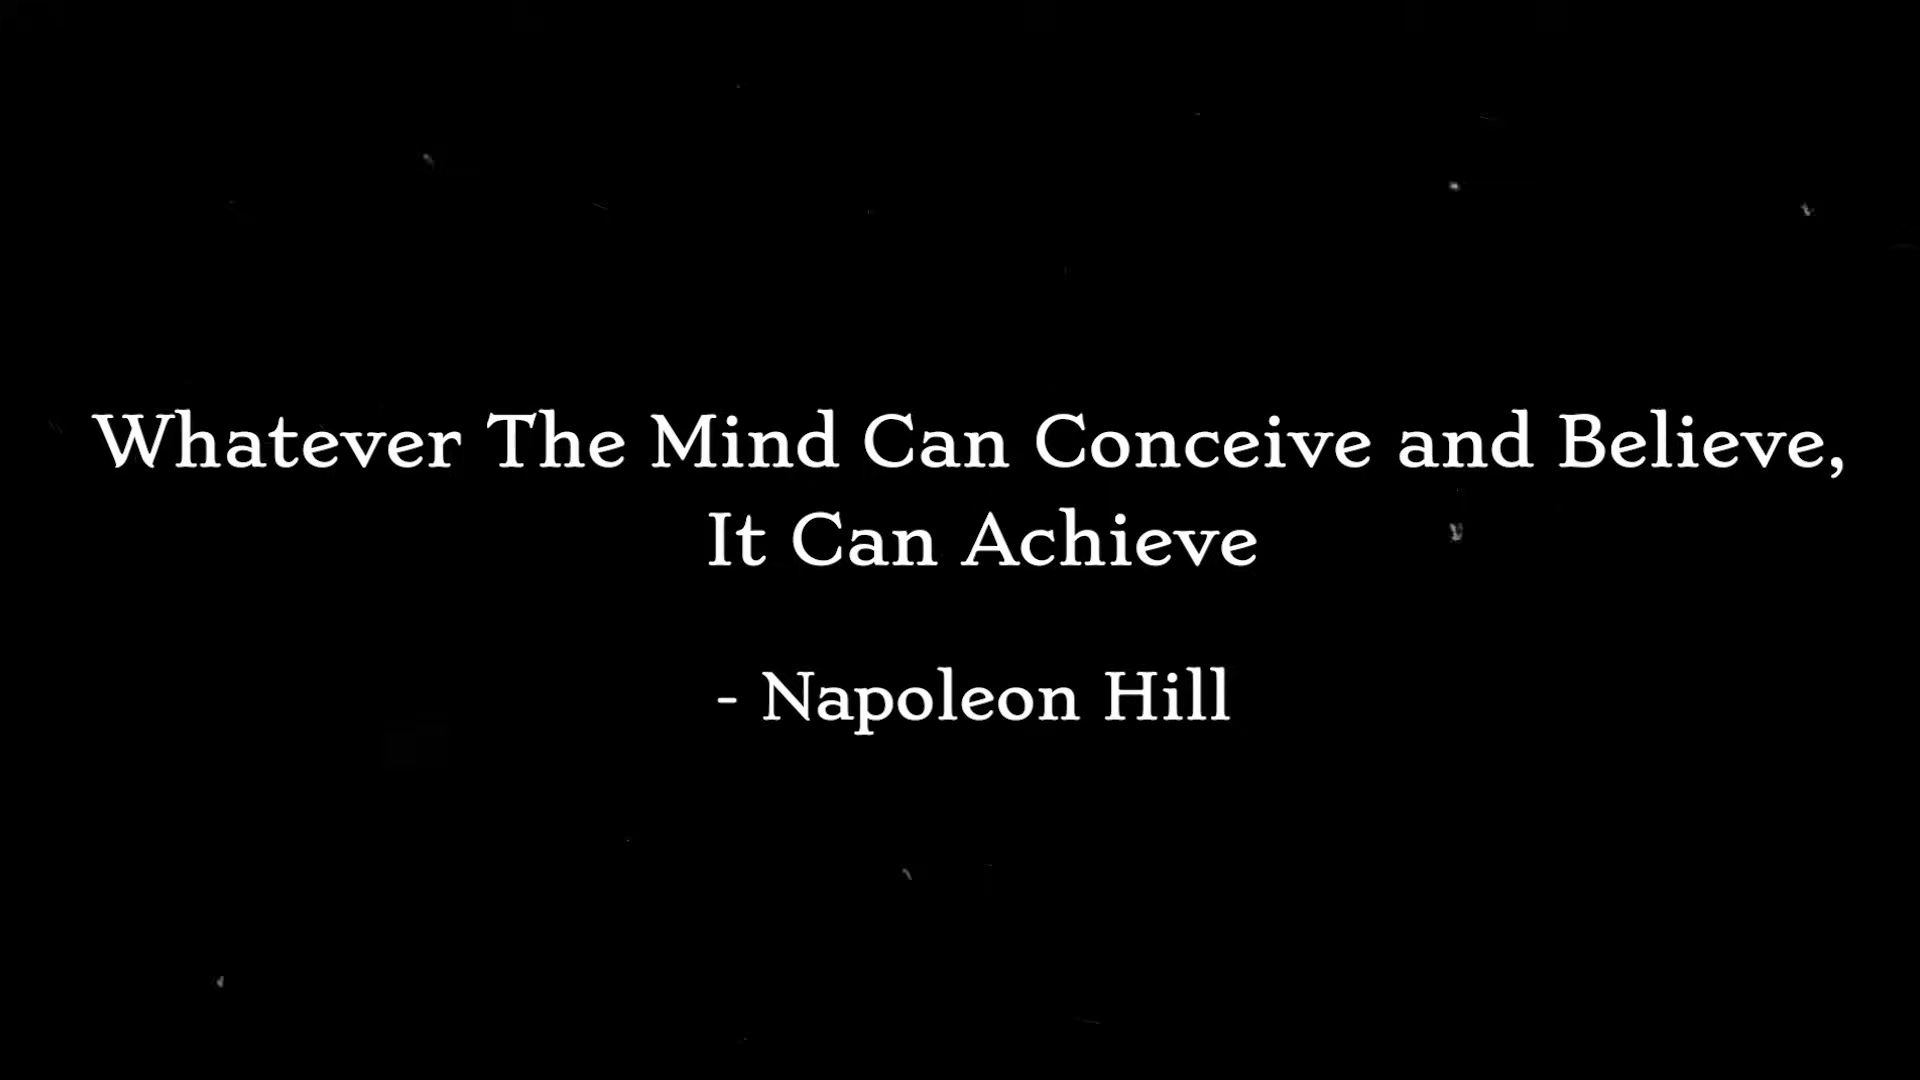 Whatever The Mind Can Conceive and Believe,
It Can Achieve
- Napoleon Hill